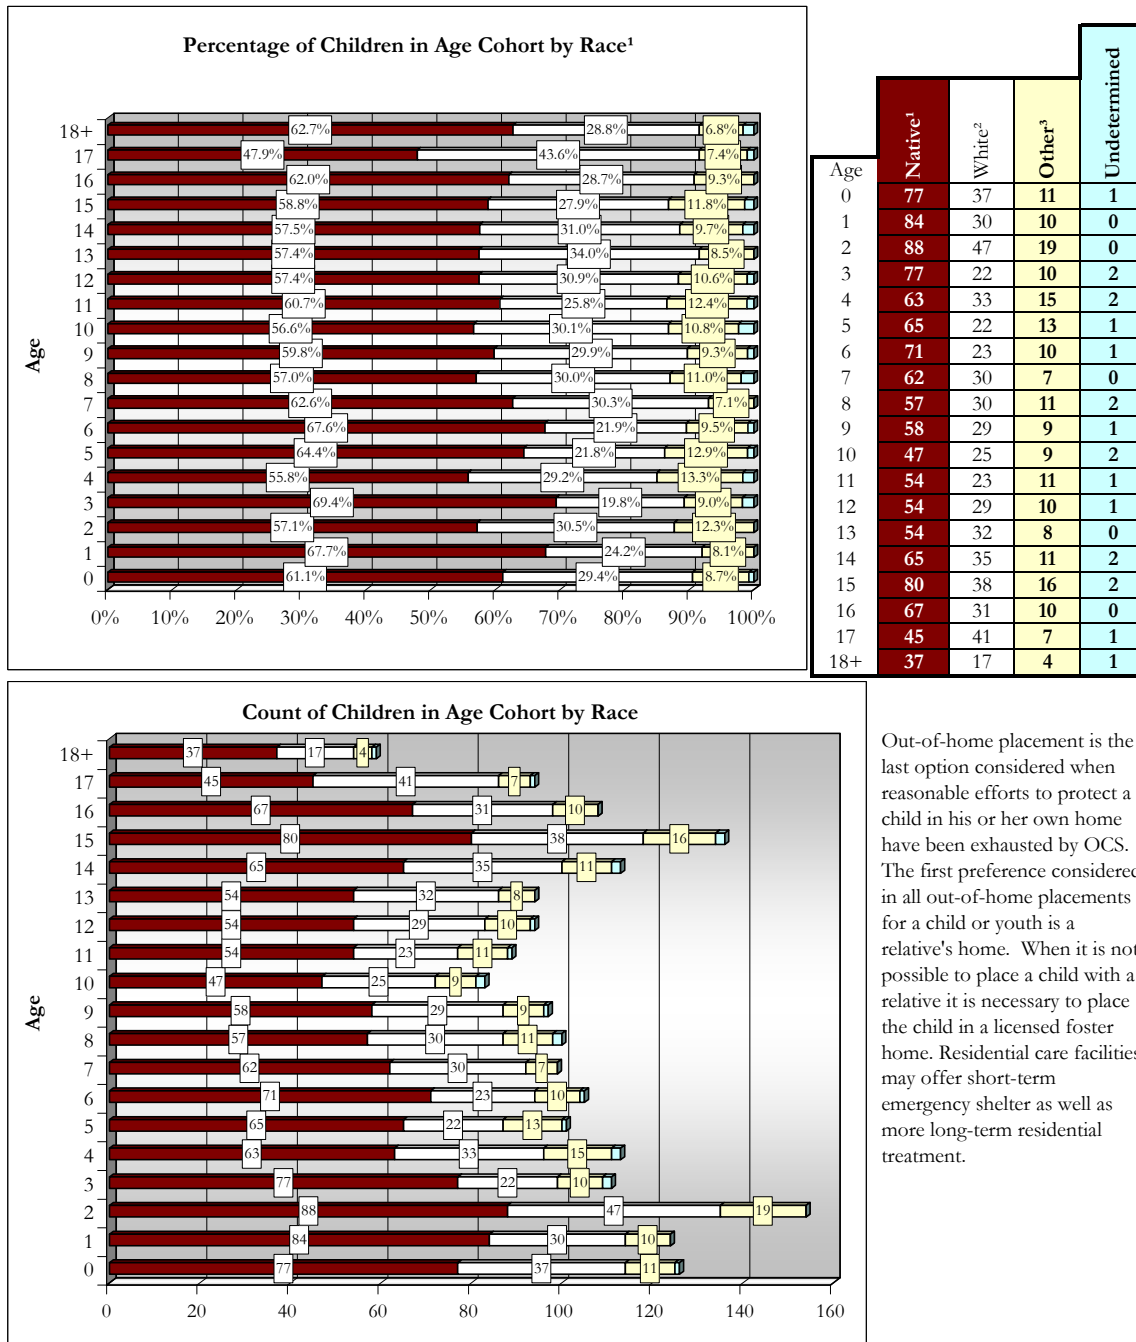 Percentage of Children in Age Cohort by Race¹
Age
18+ 62.7% 28.8% 6.8%
17 47.9% 43.6% 7.4%
16 62.0% 28.7% 9.3%
15 58.8% 27.9% 11.8%
14 57.5% 31.0% 9.7%
13 57.4% 34.0% 8.5%
12 57.4% 30.9% 10.6%
11 60.7% 25.8% 12.4%
10 56.6% 30.1% 10.8%
9 59.8% 29.9% 9.3%
8 57.0% 30.0% 11.0%
7 62.6% 30.3% 7.1%
6 67.6% 21.9% 9.5%
5 64.4% 21.8% 12.9%
4 55.8% 29.2% 13.3%
3 69.4% 19.8% 9.0%
2 57.1% 30.5% 12.3%
1 67.7% 24.2% 8.1%
0 61.1% 29.4% 8.7%
0% 10% 20% 30% 40% 50% 60% 70% 80% 90% 100%
Age Native¹ White² Other³ Undetermined
0 77 37 11 1
1 84 30 10 0
2 88 47 19 0
3 77 22 10 2
4 63 33 15 2
5 65 22 13 1
6 71 23 10 1
7 62 30 7 0
8 57 30 11 2
9 58 29 9 1
10 47 25 9 2
11 54 23 11 1
12 54 29 10 1
13 54 32 8 0
14 65 35 11 2
15 80 38 16 2
16 67 31 10 0
17 45 41 7 1
18+ 37 17 4 1
Count of Children in Age Cohort by Race
Age
18+ 37 17 4
17 45 41 7
16 67 31 10
15 80 38 16
14 65 35 11
13 54 32 8
12 54 29 10
11 54 23 11
10 47 25 9
9 58 29 9
8 57 30 11
7 62 30 7
6 71 23 10
5 65 22 13
4 63 33 15
3 77 22 10
2 88 47 19
1 84 30 10
0 77 37 11
0 20 40 60 80 100 120 140 160
Out-of-home placement is the
last option considered when
reasonable efforts to protect a
child in his or her own home
have been exhausted by OCS.
The first preference considered
in all out-of-home placements
for a child or youth is a
relative's home. When it is not
possible to place a child with a
relative it is necessary to place
the child in a licensed foster
home. Residential care facilities
may offer short-term
emergency shelter as well as
more long-term residential
treatment.